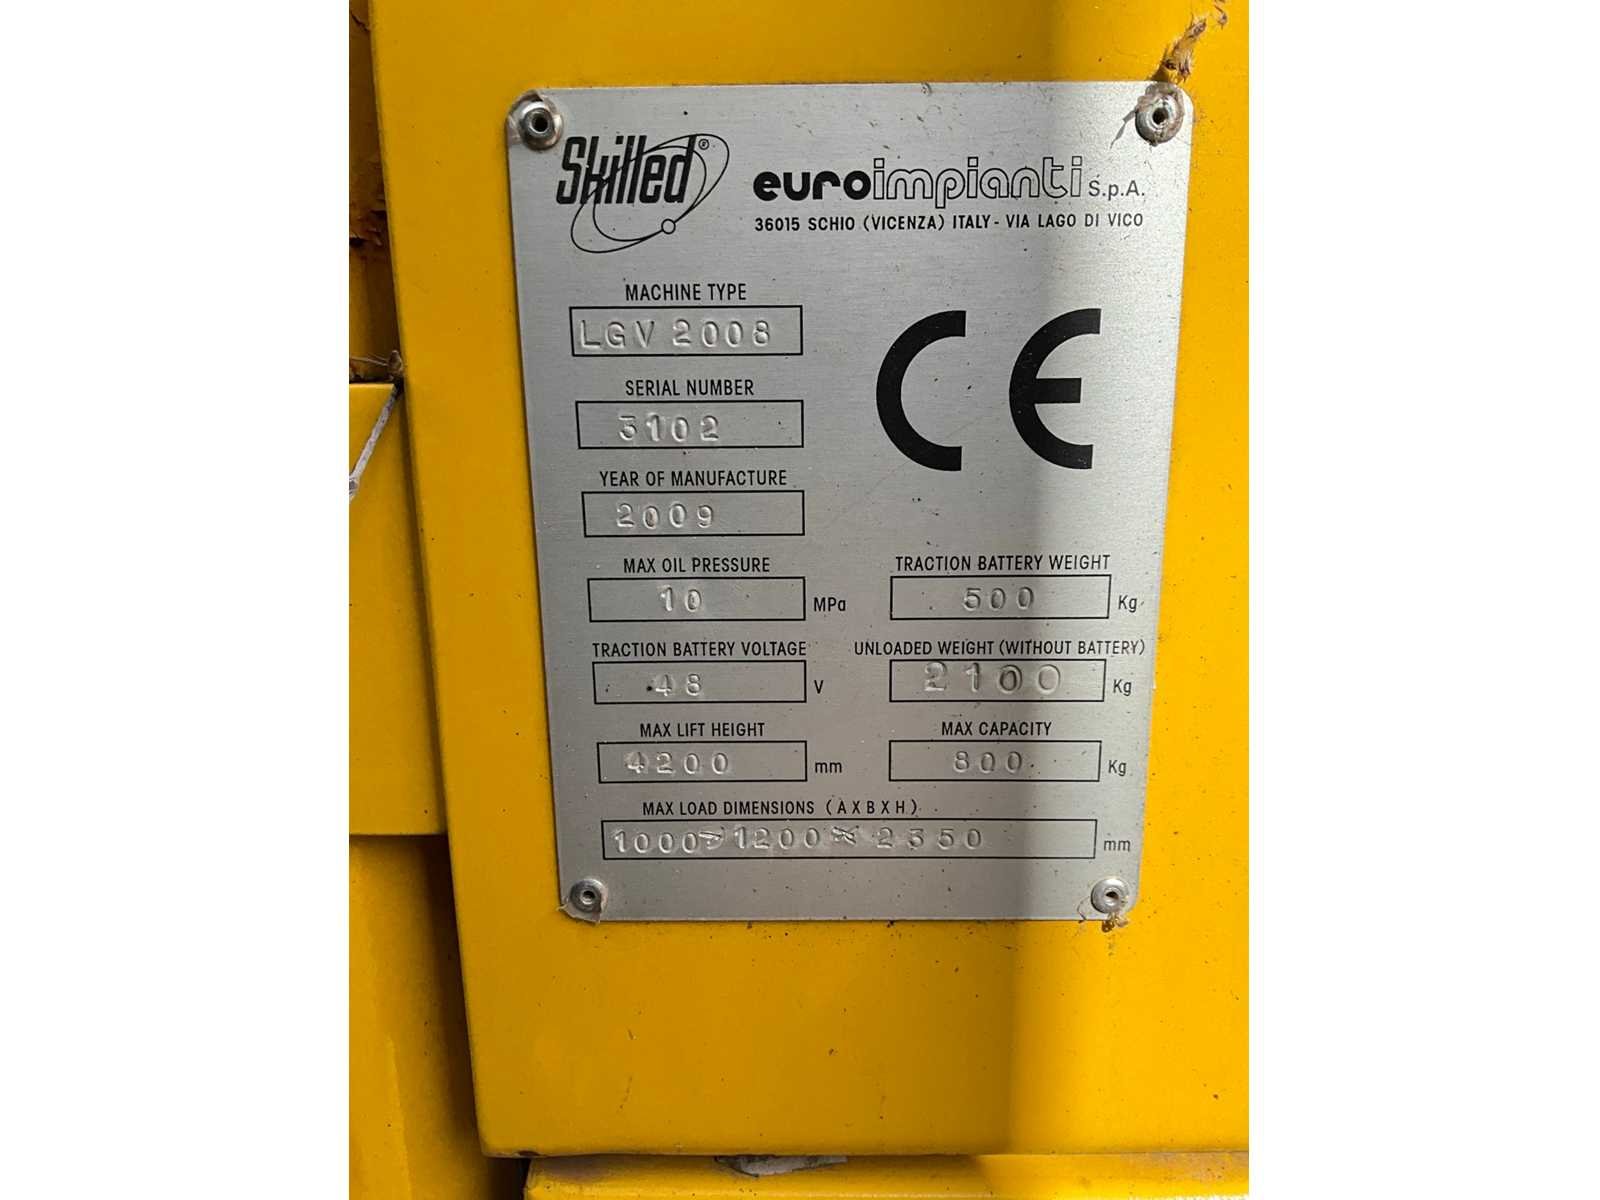 Skilled®
euroimpianti S.p.A.
36015 SCHIO (VICENZA) ITALY - VIA LAGO DI VICO
MACHINE TYPE
LGV 2008
CE
SERIAL NUMBER
3102
YEAR OF MANUFACTURE
2009
MAX OIL PRESSURE
10 MPa
TRACTION BATTERY WEIGHT
500 Kg
TRACTION BATTERY VOLTAGE
48 V
UNLOADED WEIGHT (WITHOUT BATTERY)
2100 Kg
MAX LIFT HEIGHT
4200 mm
MAX CAPACITY
800 Kg
MAX LOAD DIMENSIONS (A X B X H)
1000 x 1200 x 2350 mm